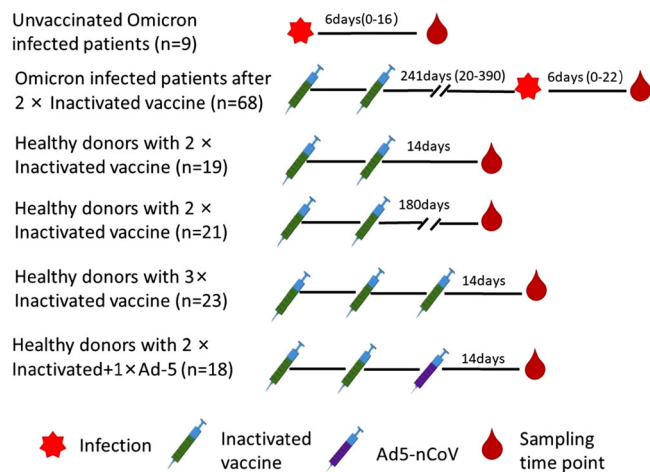 Unvaccinated Omicron
infected patients (n=9)
6days(0-16)
Omicron infected patients after
2 × Inactivated vaccine (n=68)
241days (20-390)
6days (0-22)
Healthy donors with 2 ×
Inactivated vaccine (n=19)
14days
Healthy donors with 2 ×
Inactivated vaccine (n=21)
180days
Healthy donors with 3×
Inactivated vaccine (n=23)
14days
Healthy donors with 2 ×
Inactivated+1×Ad-5 (n=18)
14days
Infection
Inactivated
vaccine
Ad5-nCoV
Sampling
time point